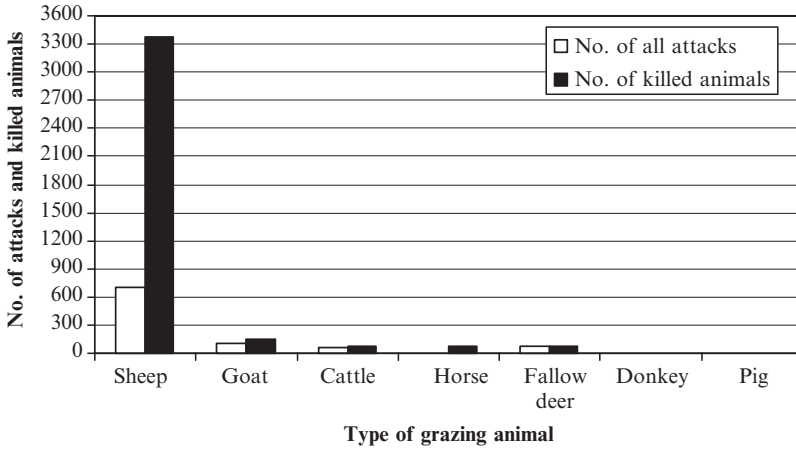 No. of attacks and killed animals
3600
3300
3000
2700
2400
2100
1800
1500
1200
900
600
300
0
No. of all attacks
No. of killed animals
Sheep Goat Cattle Horse Fallow Donkey Pig
deer
Type of grazing animal